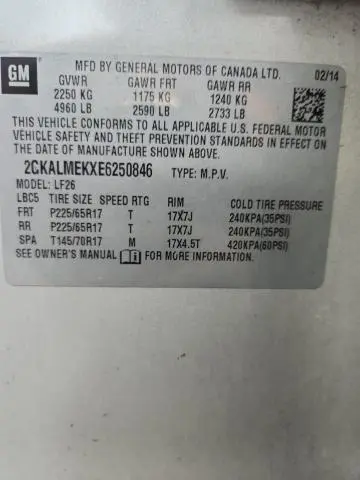 GM
MFD BY GENERAL MOTORS OF CANADA LTD. 02/14
GVWR GAWR FRT GAWR RR
2250 KG 1175 KG 1240 KG
4960 LB 2590 LB 2733 LB
THIS VEHICLE CONFORMS TO ALL APPLICABLE U.S. FEDERAL MOTOR
VEHICLE SAFETY AND THEFT PREVENTION STANDARDS IN EFFECT ON
THE DATE OF MANUFACTURE SHOWN ABOVE.
2GKALMEKXE6250846 TYPE: M.P.V.
MODEL: LF26
LBC5 TIRE SIZE SPEED RTG RIM COLD TIRE PRESSURE
FRT P225/65R17 T 17X7J 240KPA(35PSI)
RR P225/65R17 T 17X7J 240KPA(35PSI)
SPA T145/70R17 M 17X4.5T 420KPA(60PSI)
SEE OWNER'S MANUAL FOR MORE INFORMATION.